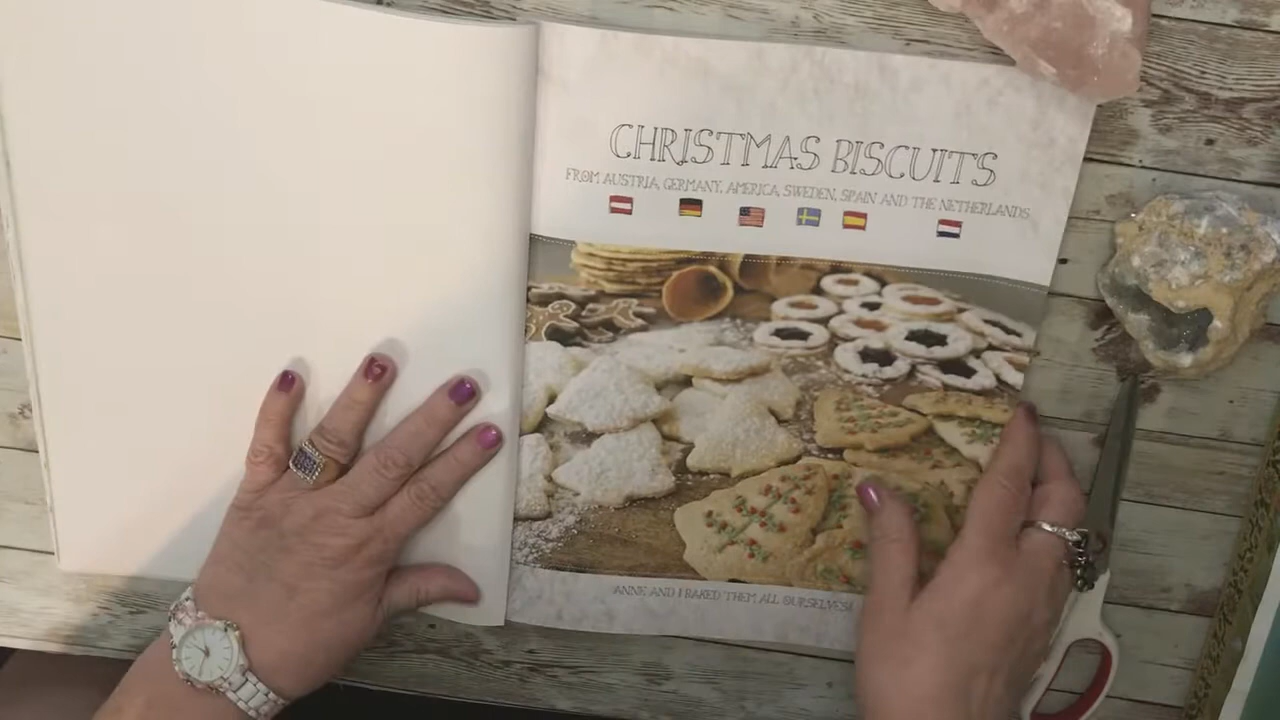 CHRISTMAS BISCUITS
FROM AUSTRIA, GERMANY, AMERICA, SWEDEN, SPAIN AND THE NETHERLANDS
ANNE AND I BAKED THEM ALL OURSELVES!